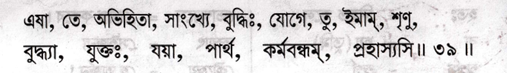 এষা, তে, অভিহিতা, সাংখ্যে, বুদ্ধিঃ, যোগে, তু, ইমাম্, শৃণু,
বুদ্ধ্যা, যুক্তঃ, যয়া, পার্থ, কর্মবন্ধম্, প্রহাস্যসি॥ ৩৯ ॥